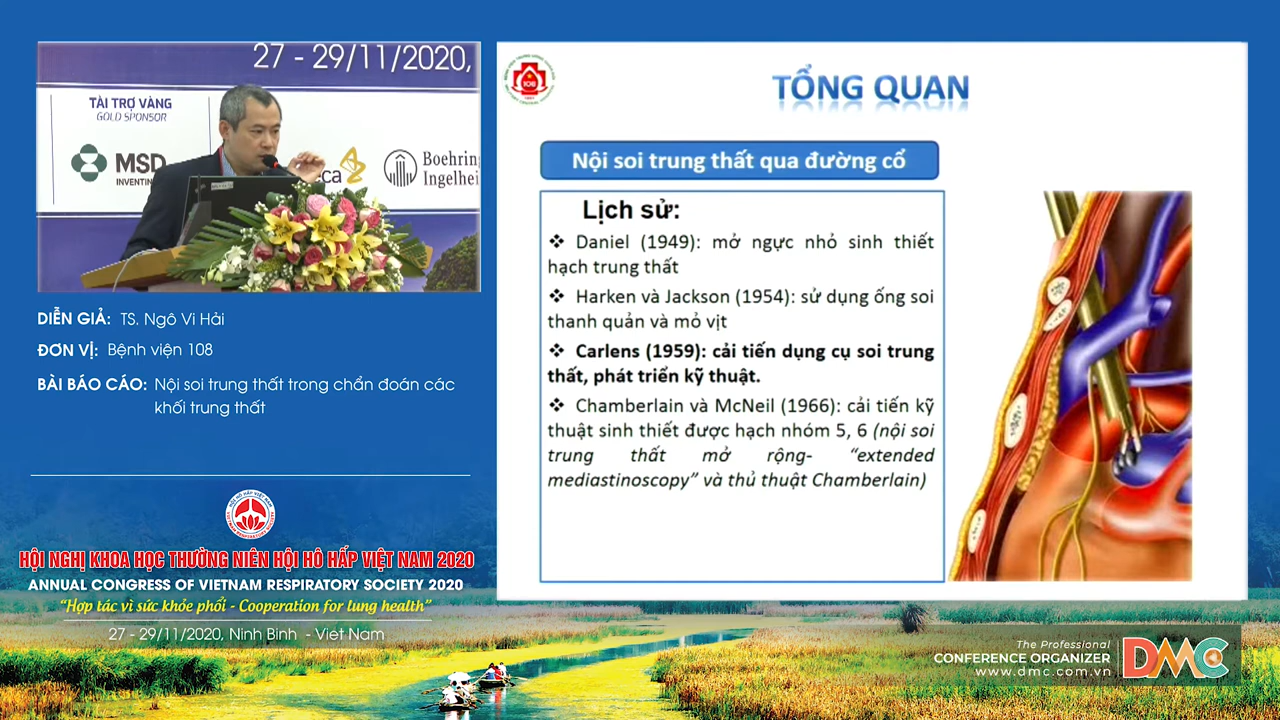 27 - 29/11/2020,
TÀI TRỢ VÀNG
GOLD SPONSOR
MSD
INVENTIN
ca
Boehring
Ingelhei
DIỄN GIẢ: TS. Ngô Vi Hải
ĐƠN VỊ: Bệnh viện 108
BÀI BÁO CÁO: Nội soi trung thất trong chẩn đoán các
khối trung thất
HỘI NGHỊ KHOA HỌC THƯỜNG NIÊN HỘI HÔ HẤP VIỆT NAM 2020
ANNUAL CONGRESS OF VIETNAM RESPIRATORY SOCIETY 2020
“Hợp tác vì sức khỏe phổi - Cooperation for lung health”
27 - 29/11/2020, Ninh Binh - Viet Nam
108
TỔNG QUAN
Nội soi trung thất qua đường cổ
Lịch sử:
❖ Daniel (1949): mở ngực nhỏ sinh thiết
hạch trung thất
❖ Harken và Jackson (1954): sử dụng ống soi
thanh quản và mỏ vịt
❖ Carlens (1959): cải tiến dụng cụ soi trung
thất, phát triển kỹ thuật.
❖ Chamberlain và McNeil (1966): cải tiến kỹ
thuật sinh thiết được hạch nhóm 5, 6 (nội soi
trung thất mở rộng- “extended
mediastinoscopy” và thủ thuật Chamberlain)
The Professional
CONFERENCE ORGANIZER
www.dmc.com.vn
DMC